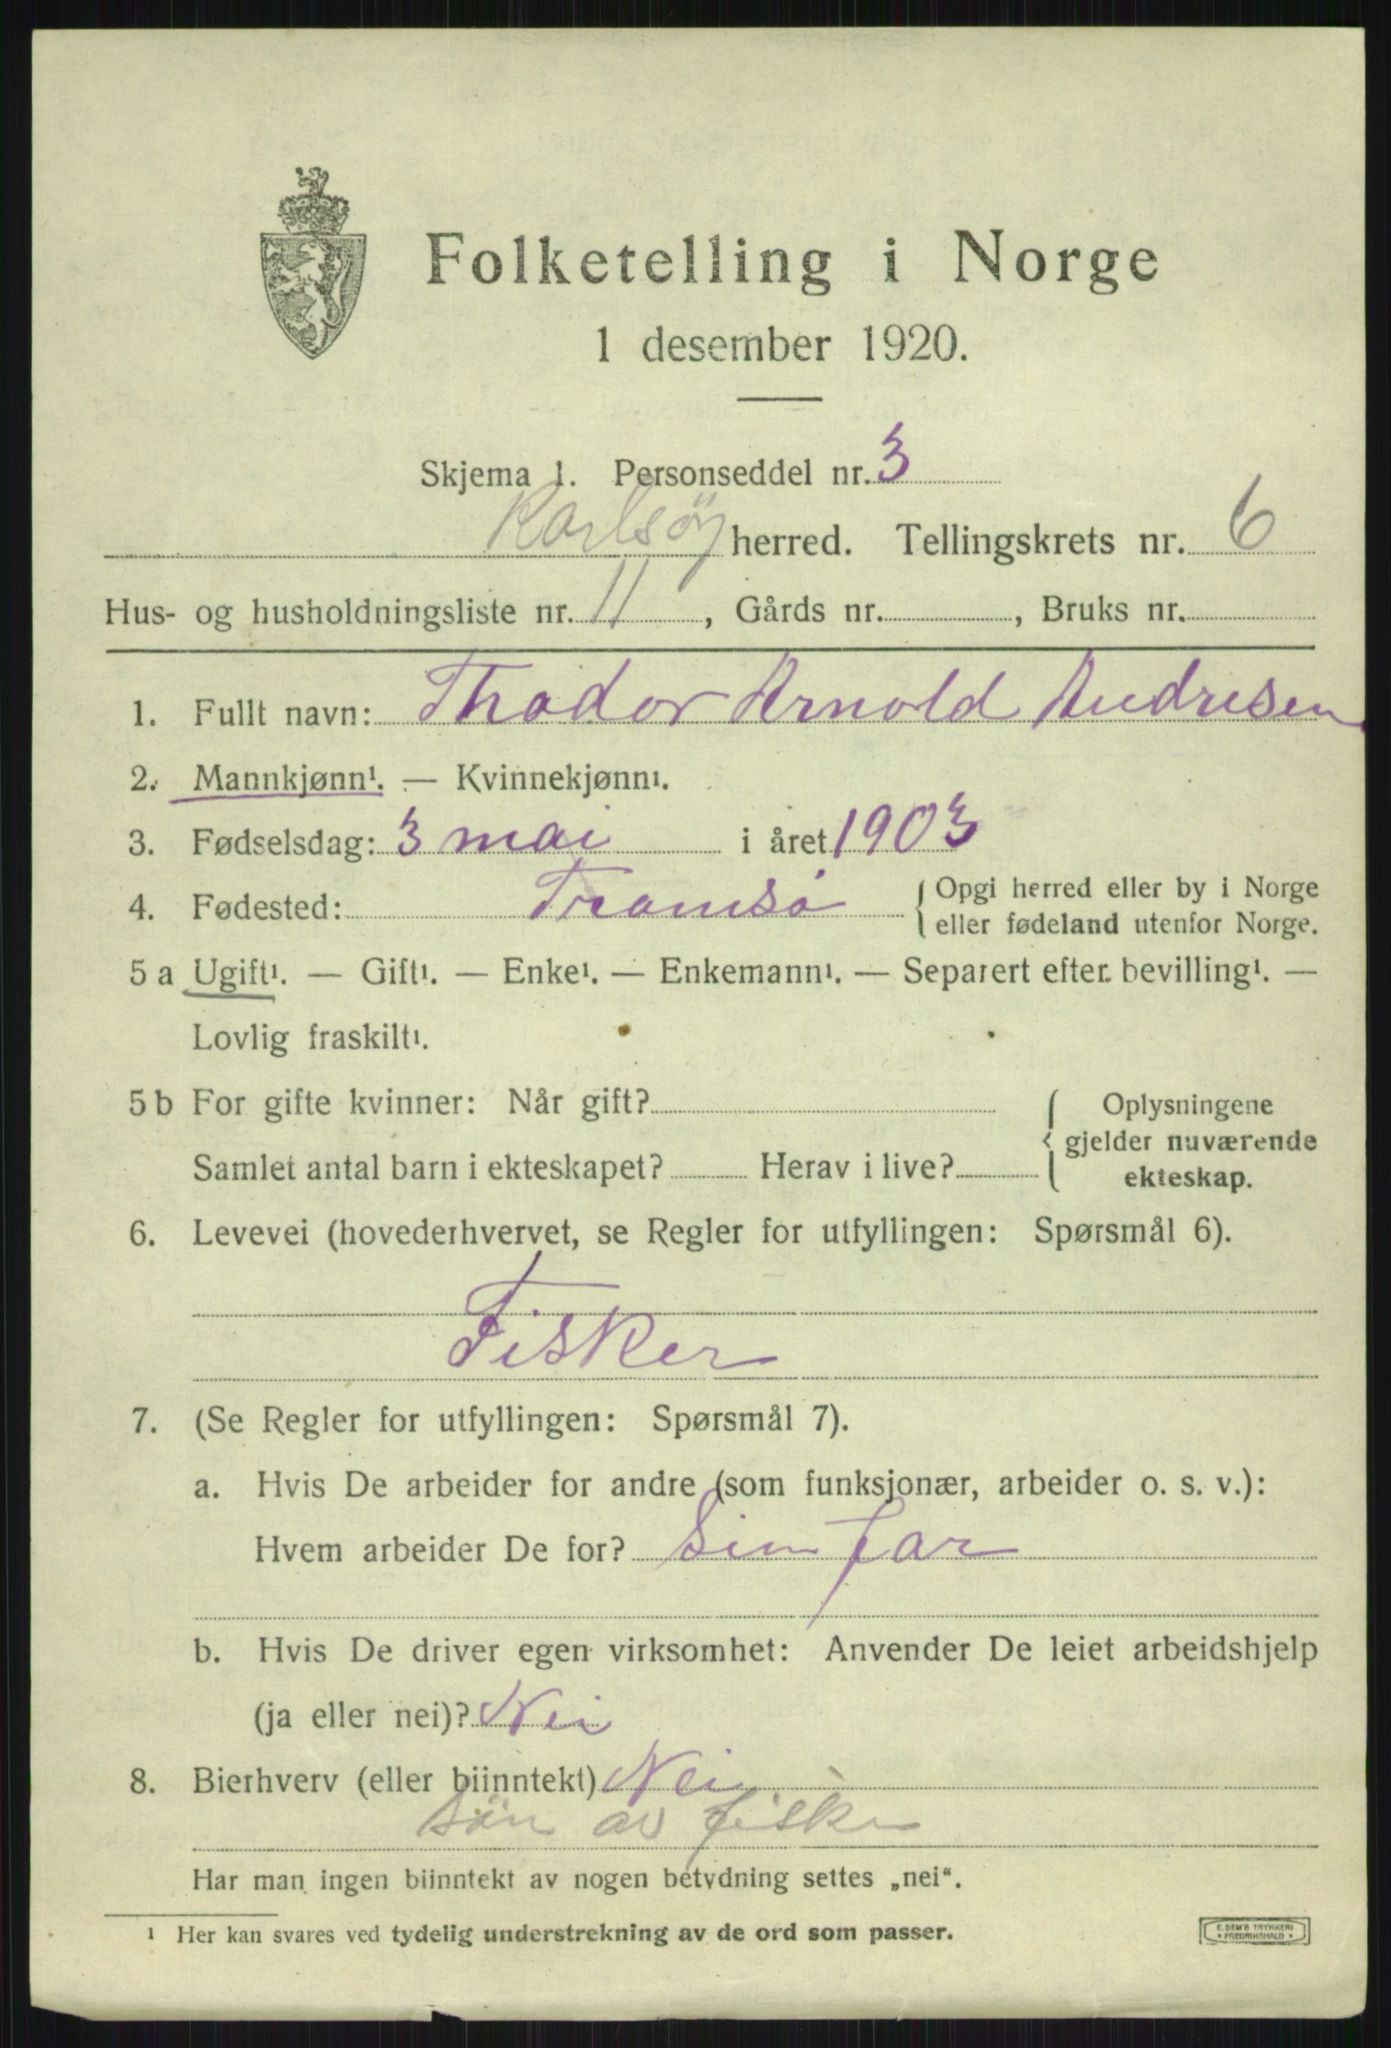 Folketelling i Norge
1 desember 1920.
Skjema 1. Personseddel nr. 3
Karlsöy herred. Tellingskrets nr. 6
Hus- og husholdningsliste nr. 11, Gårds nr. , Bruks nr.
1. Fullt navn: Thodor Arnold Andresen
2. Mannkjønn¹. — Kvinnekjønn¹.
3. Fødselsdag: 3 mai i året 1903
4. Fødested: Tromsø { Opgi herred eller by i Norge
eller fødeland utenfor Norge.
5 a Ugift¹. — Gift¹. — Enke¹. — Enkemann¹. — Separert efter bevilling¹. —
Lovlig fraskilt¹.
5 b For gifte kvinner: Når gift?
Samlet antal barn i ekteskapet? Herav i live?
Oplysningene
gjelder nuværende
ekteskap.
6. Levevei (hovederhvervet, se Regler for utfyllingen: Spørsmål 6).
Fisker
7. (Se Regler for utfyllingen: Spørsmål 7).
a. Hvis De arbeider for andre (som funksjonær, arbeider o. s. v.):
Hvem arbeider De for? Sin far
b. Hvis De driver egen virksomhet: Anvender De leiet arbeidshjelp
(ja eller nei)? Nei
8. Bierhverv (eller biinntekt) Nei
sön av fisker
Har man ingen biinntekt av nogen betydning settes „nei“.
¹ Her kan svares ved tydelig understrekning av de ord som passer.
E. SEM'S TRYKKERI
• FREDRIKSHALD •